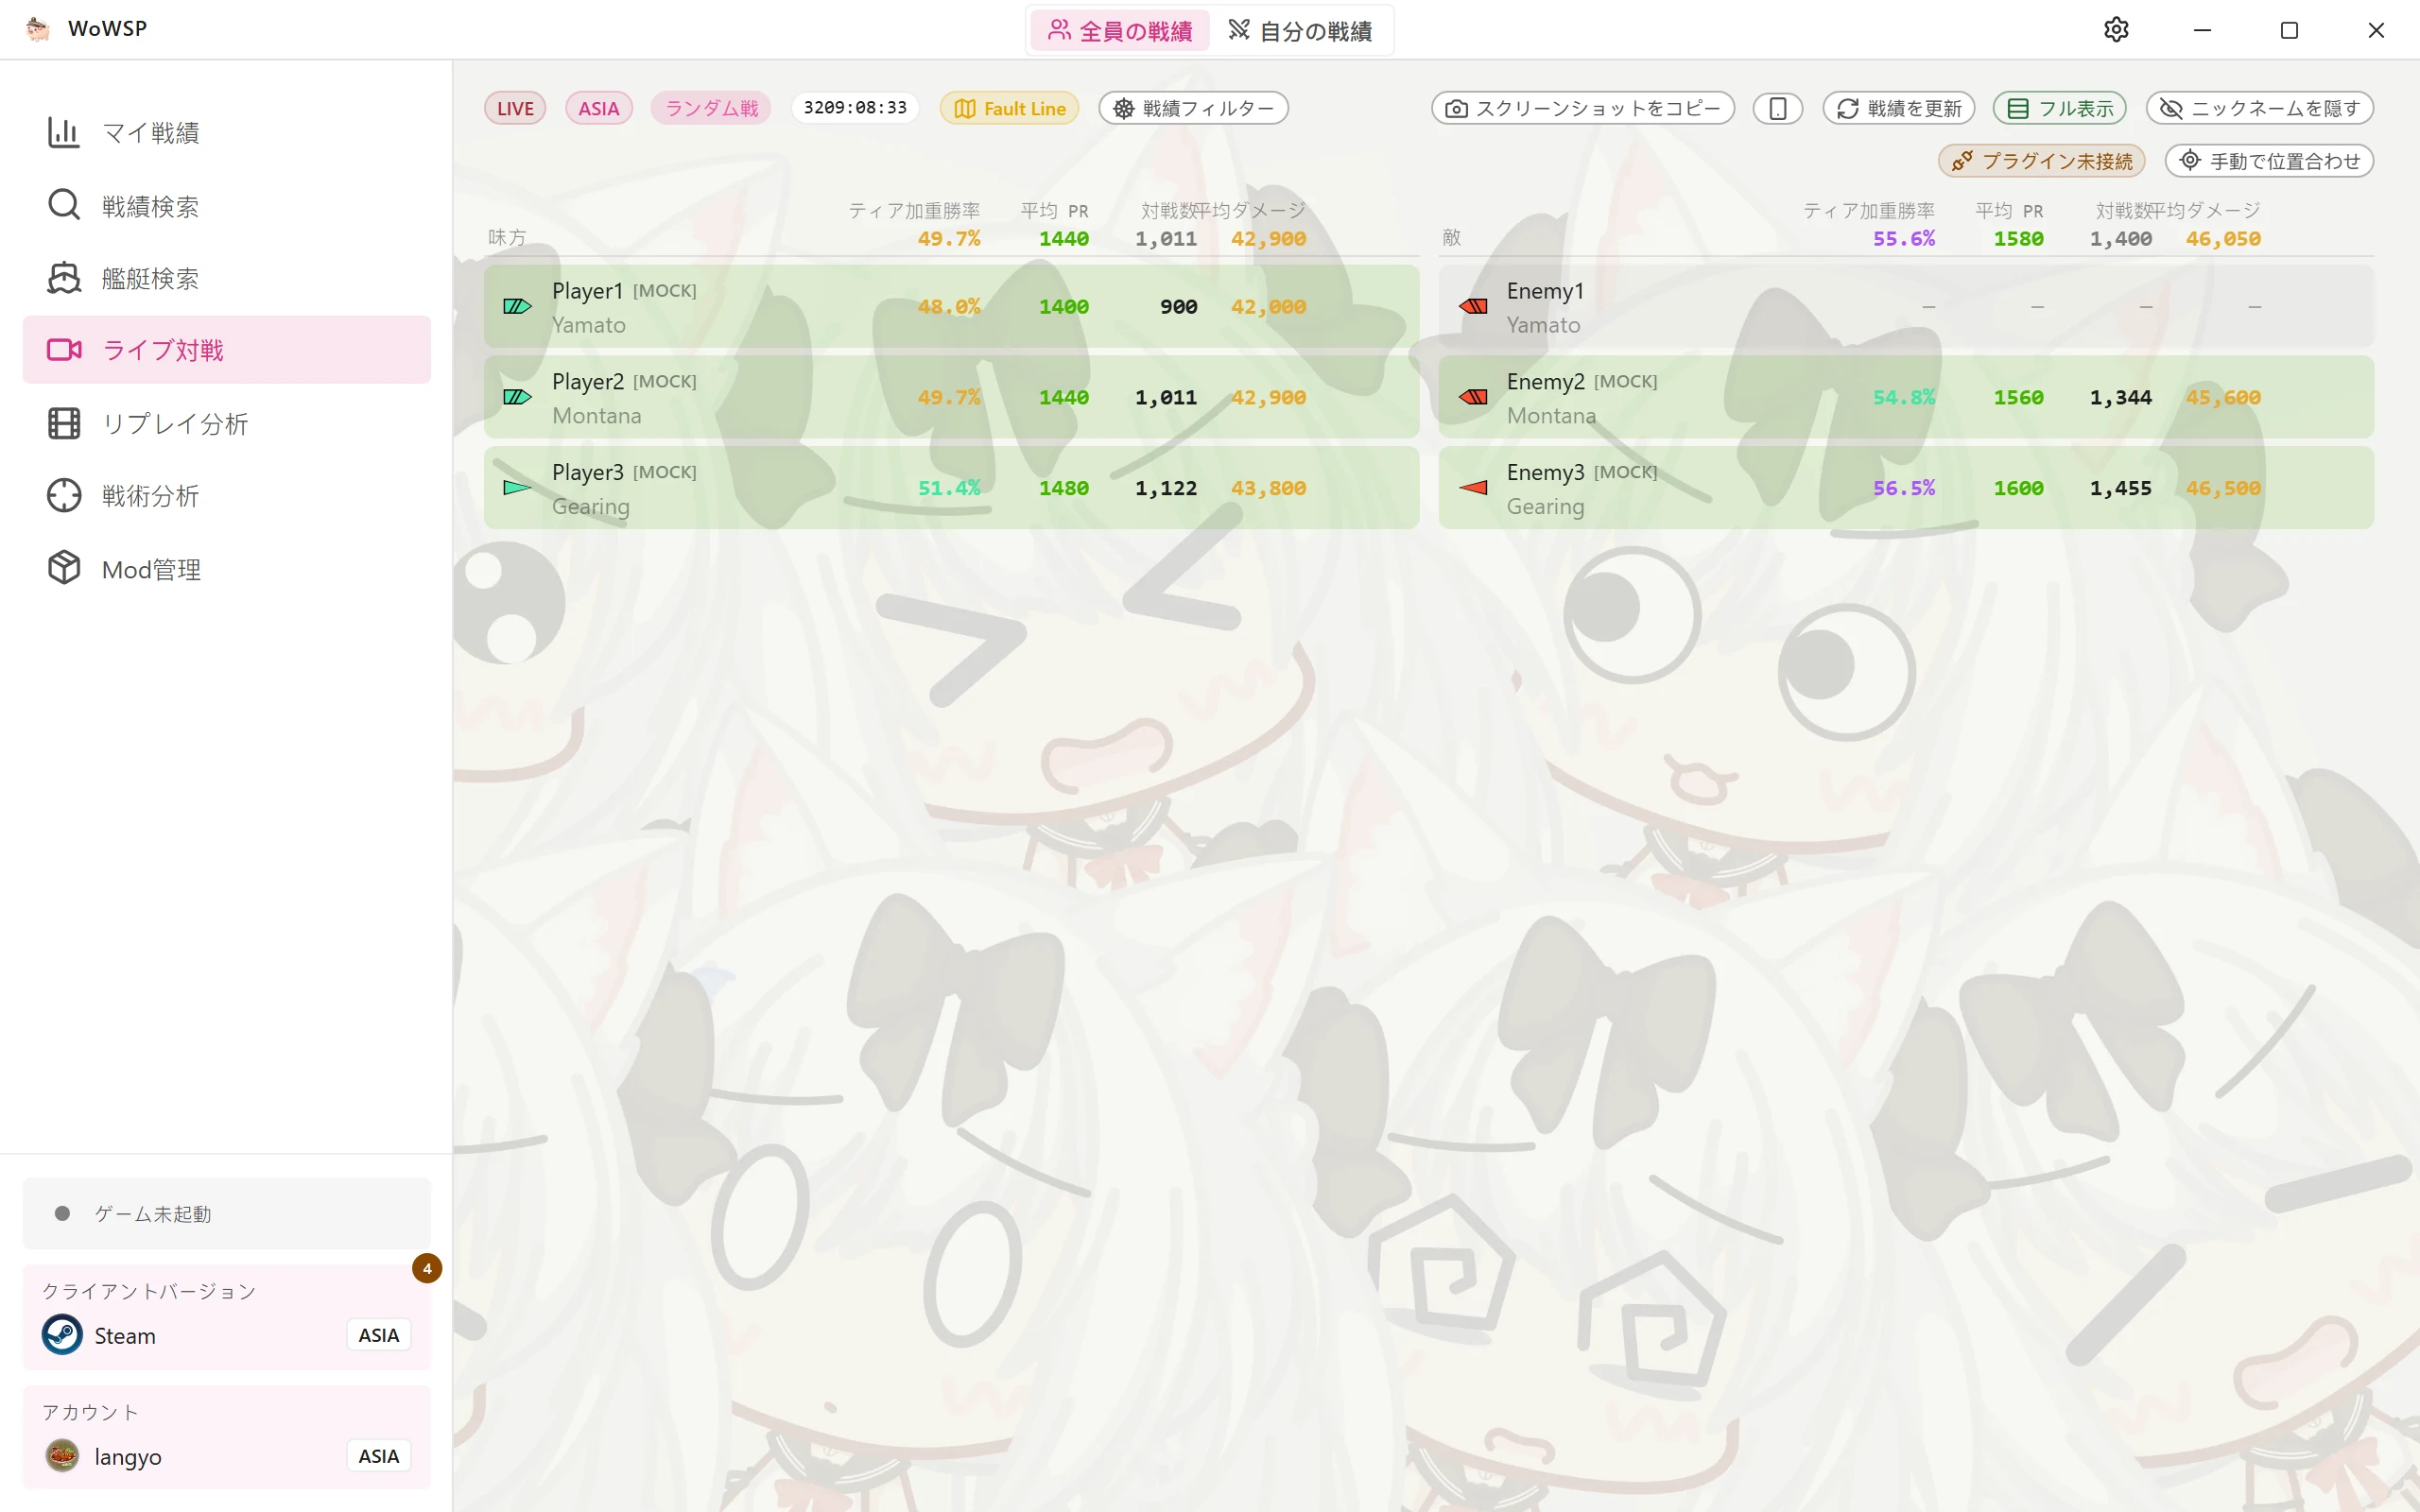 WoWSP
全員の戦績 自分の戦績
マイ戦績
戦績検索
艦艇検索
ライブ対戦
リプレイ分析
戦術分析
Mod管理
ゲーム未起動
4
クライアントバージョン
Steam ASIA
アカウント
langyo ASIA
LIVE ASIA ランダム戦 3209:08:33 Fault Line 戦績フィルター スクリーンショットをコピー 戦績を更新 フル表示 ニックネームを隠す
プラグイン未接続 手動で位置合わせ
ティア加重勝率 平均 PR 対戦数 平均ダメージ
味方 49.7% 1440 1,011 42,900
Player1 [MOCK] 48.0% 1400 900 42,000
Yamato
Player2 [MOCK] 49.7% 1440 1,011 42,900
Montana
Player3 [MOCK] 51.4% 1480 1,122 43,800
Gearing
ティア加重勝率 平均 PR 対戦数 平均ダメージ
敵 55.6% 1580 1,400 46,050
Enemy1 — — — —
Yamato
Enemy2 [MOCK] 54.8% 1560 1,344 45,600
Montana
Enemy3 [MOCK] 56.5% 1600 1,455 46,500
Gearing